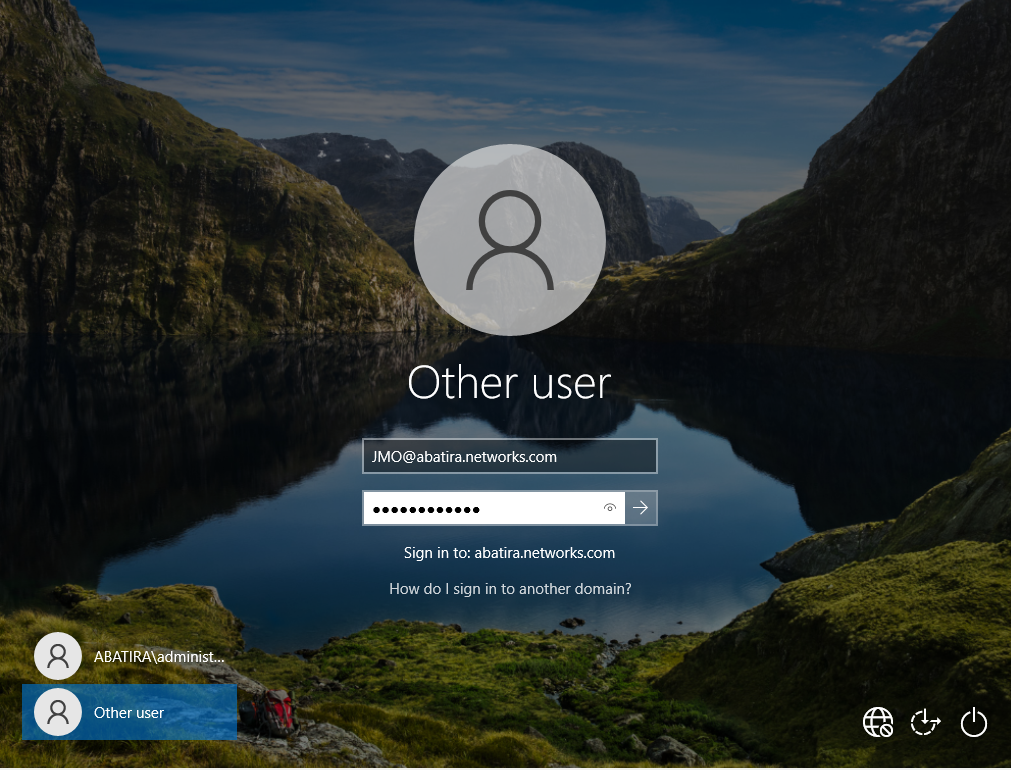 Other user
JMO@abatira.networks.com
Sign in to: abatira.networks.com
How do I sign in to another domain?
ABATIRA\administ...
Other user